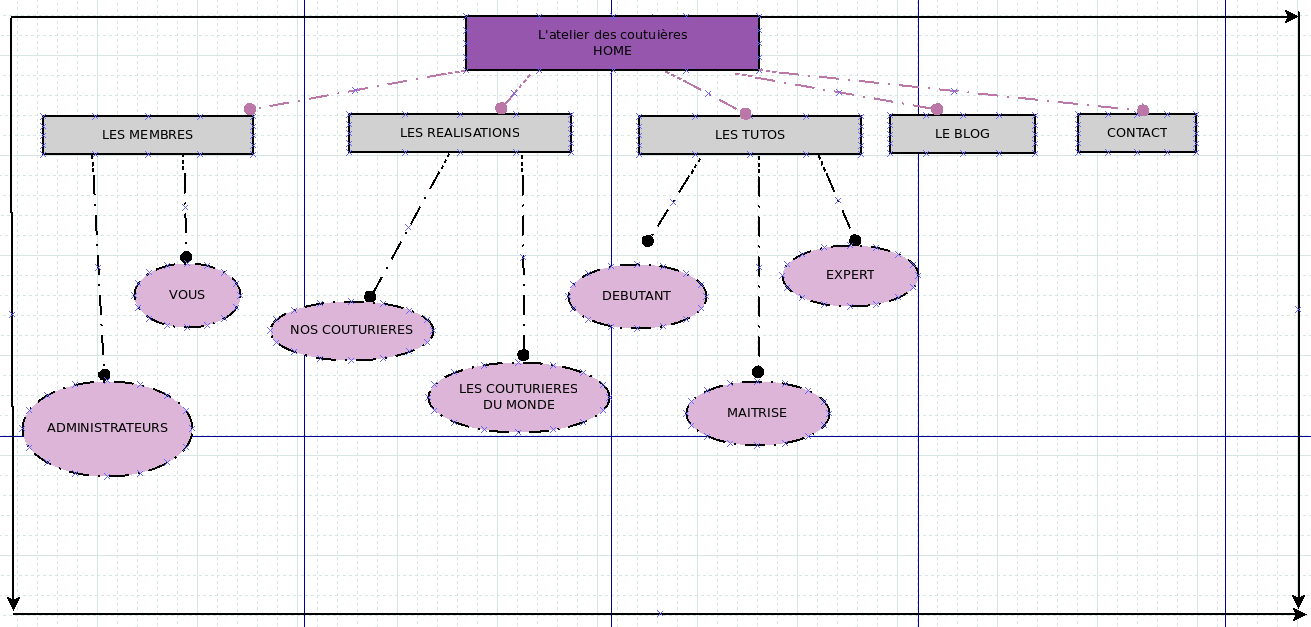 L'atelier des coutuières
HOME
LES MEMBRES
LES REALISATIONS
LES TUTOS
LE BLOG
CONTACT
VOUS
NOS COUTURIERES
DEBUTANT
EXPERT
LES COUTURIERES
DU MONDE
MAITRISE
ADMINISTRATEURS